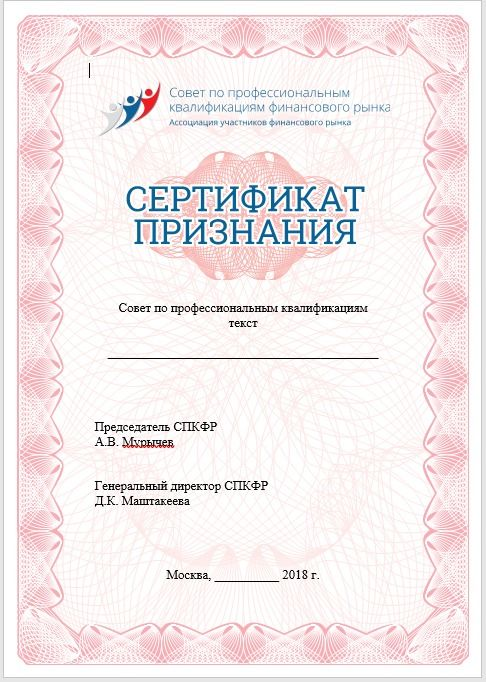 Совет по профессиональным
квалификациям финансового рынка
Ассоциация участников финансового рынка
СЕРТИФИКАТ
ПРИЗНАНИЯ
Совет по профессиональным квалификациям
текст
___________________________________________
Председатель СПКФР
А.В. Мурычев
Генеральный директор СПКФР
Д.К. Маштакеева
Москва, __________ 2018 г.